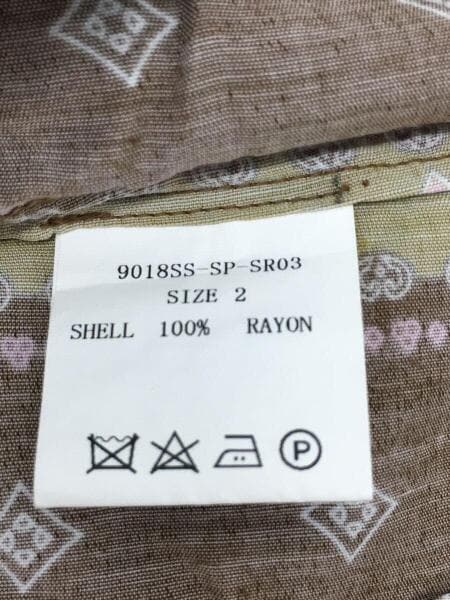 9018SS-SP-SR03
SIZE 2
SHELL 100% RAYON
P